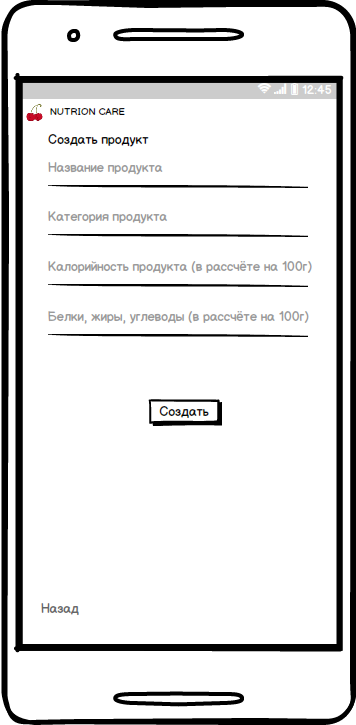 12:45
NUTRION CARE
Создать продукт
Название продукта
Категория продукта
Калорийность продукта (в рассчёте на 100г)
Белки, жиры, углеводы (в рассчёте на 100г)
Создать
Назад